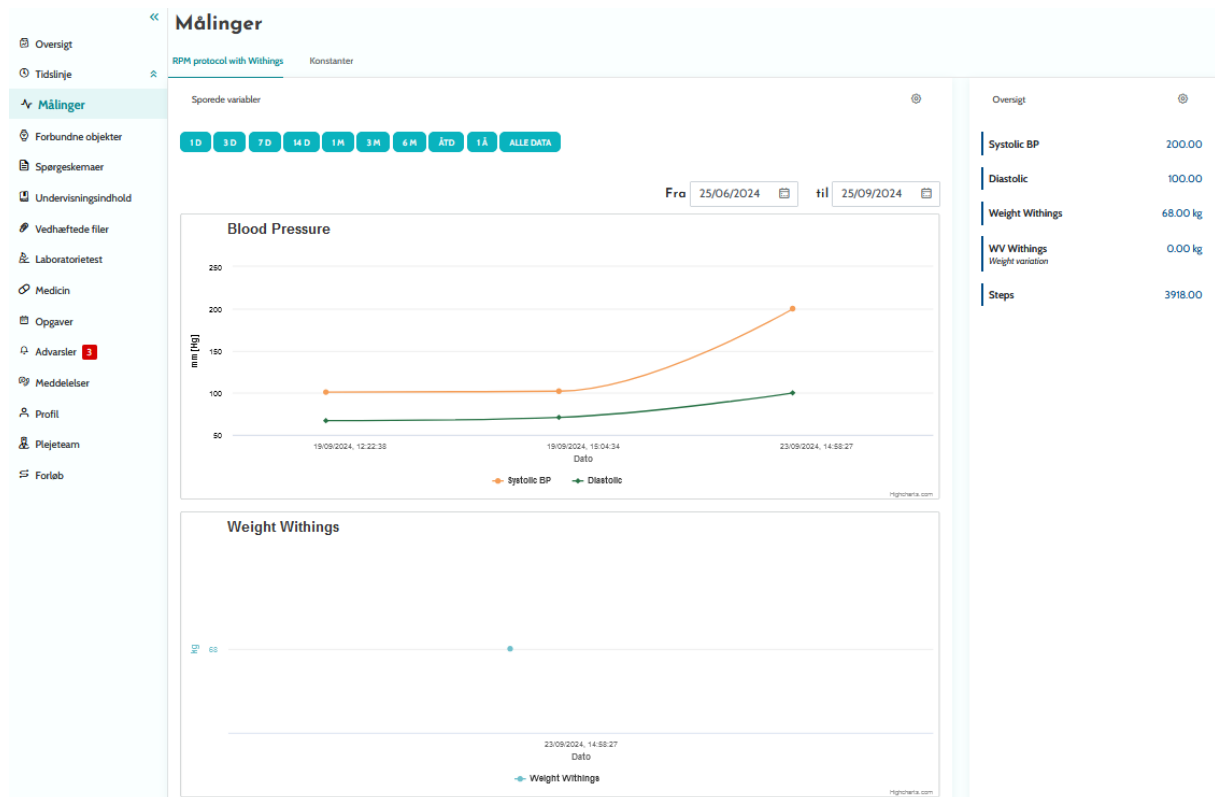 Målinger
Oversigt
Tidslinje
Målinger
Forbundne objekter
Spørgeskemaer
Undervisningsindhold
Vedhæftede filer
Laboratorietest
Medicin
Opgaver
Advarsler 3
Meddelelser
Profil
Plejeteam
Forløb
RPM protocol with Withings Konstanter
Sporede variabler
1 D 3 D 7 D 14 D 1 M 3 M 6 M ÅTD 1 Å ALLE DATA
Fra 25/06/2024 til 25/09/2024
Blood Pressure
mm [Hg]
250
200
150
100
50
19/09/2024, 12:22:38 19/09/2024, 15:04:34 23/09/2024, 14:58:27
Dato
Systolic BP Diastolic
Highcharts.com
Weight Withings
kg
68
23/09/2024, 14:58:27
Dato
Weight Withings
Highcharts.com
Oversigt
Systolic BP 200.00
Diastolic 100.00
Weight Withings 68.00 kg
WV Withings 0.00 kg
Weight variation
Steps 3918.00